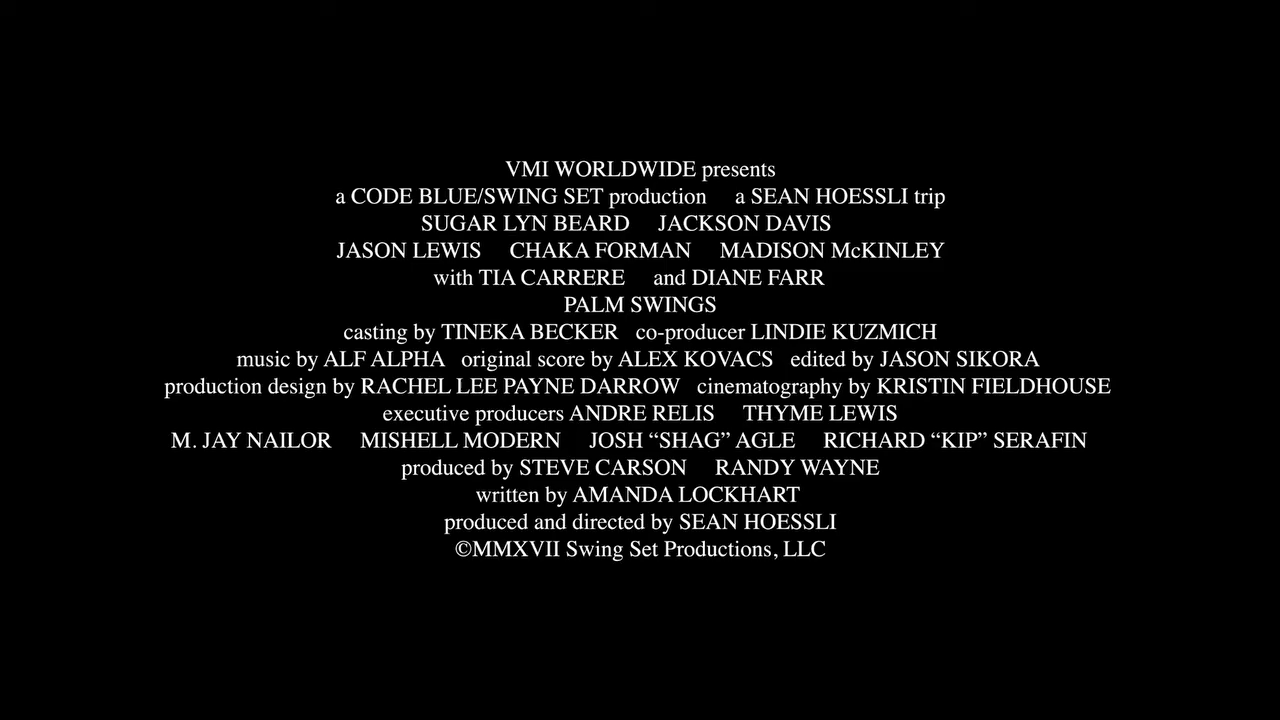 VMI WORLDWIDE presents
a CODE BLUE/SWING SET production a SEAN HOESSLI trip
SUGAR LYN BEARD JACKSON DAVIS
JASON LEWIS CHAKA FORMAN MADISON McKINLEY
with TIA CARRERE and DIANE FARR
PALM SWINGS
casting by TINEKA BECKER co-producer LINDIE KUZMICH
music by ALF ALPHA original score by ALEX KOVACS edited by JASON SIKORA
production design by RACHEL LEE PAYNE DARROW cinematography by KRISTIN FIELDHOUSE
executive producers ANDRE RELIS THYME LEWIS
M. JAY NAILOR MISHELL MODERN JOSH “SHAG” AGLE RICHARD “KIP” SERAFIN
produced by STEVE CARSON RANDY WAYNE
written by AMANDA LOCKHART
produced and directed by SEAN HOESSLI
©MMXVII Swing Set Productions, LLC